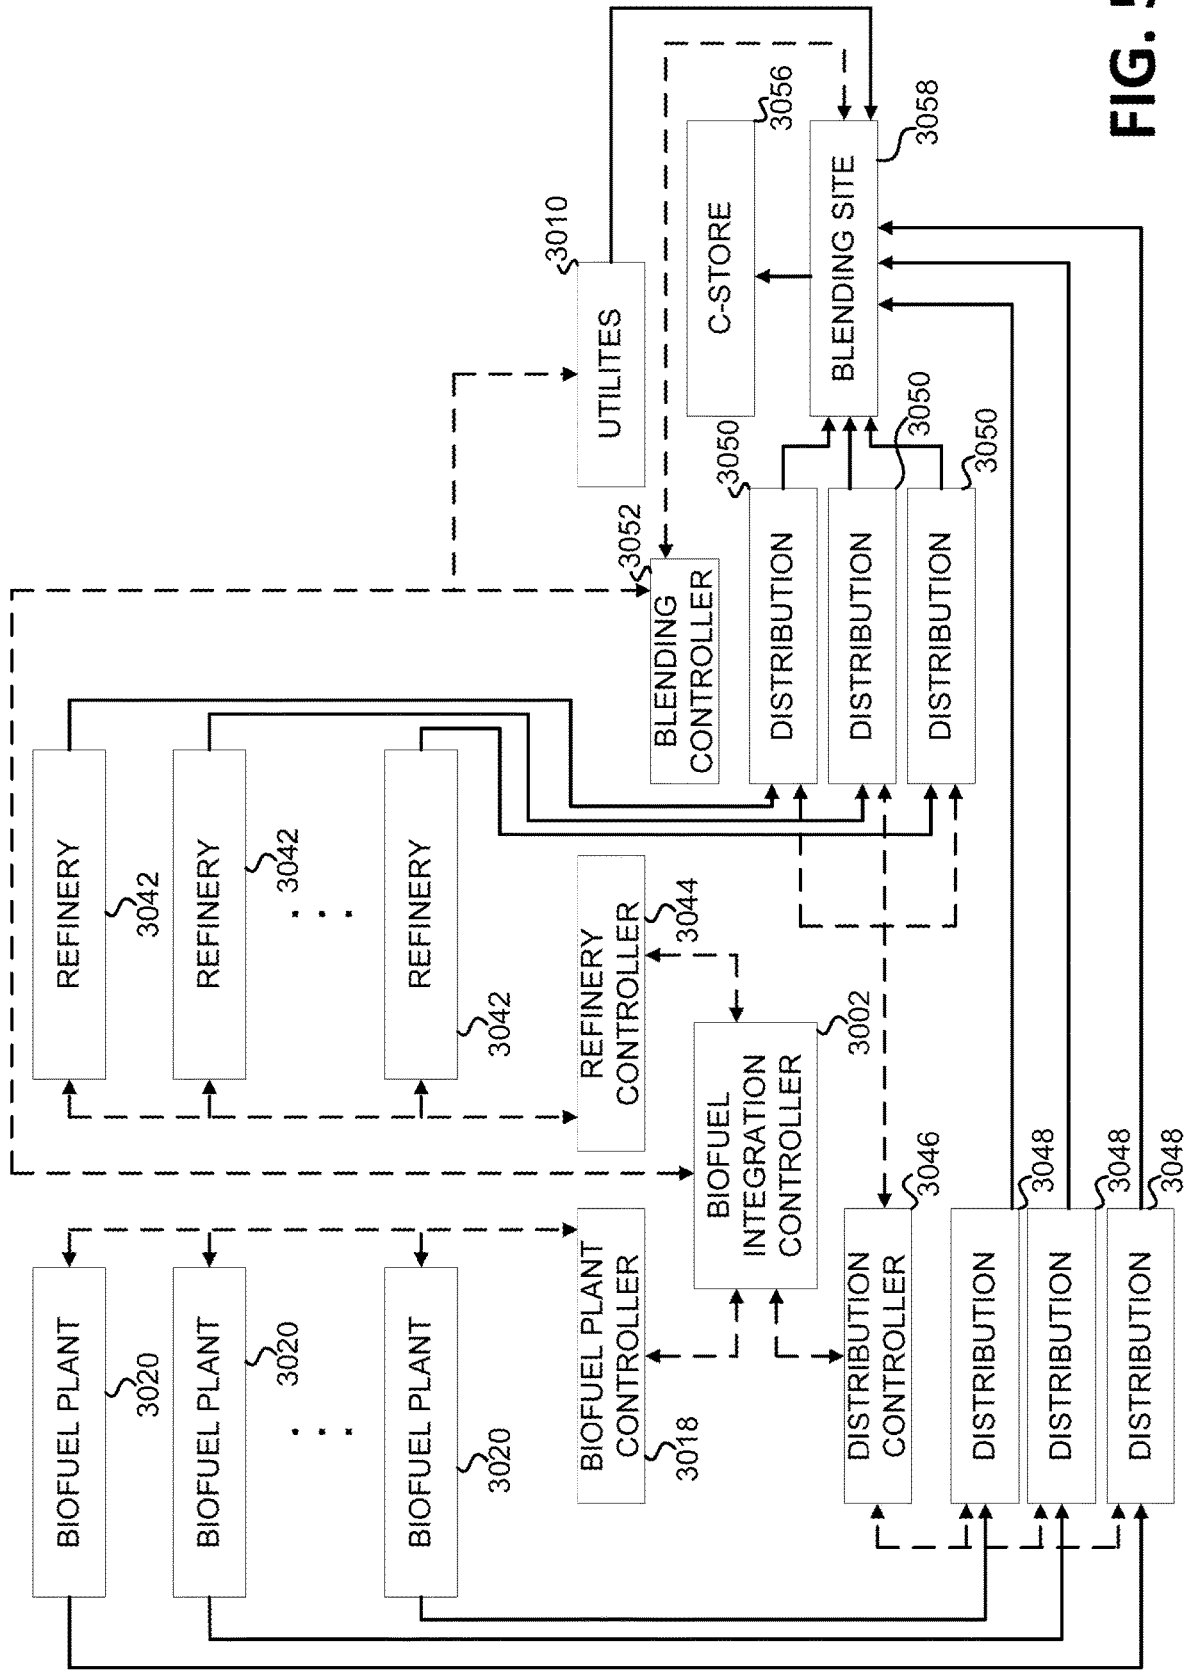 BIOFUEL PLANT
3020
REFINERY
3042
BIOFUEL PLANT
3020
REFINERY
3042
. . .
. . .
BIOFUEL PLANT
3020
REFINERY
3042
BIOFUEL PLANT
CONTROLLER
3018
REFINERY
CONTROLLER
3044
UTILITES
3010
BIOFUEL
INTEGRATION
CONTROLLER
3002
BLENDING
CONTROLLER
3052
C-STORE
3056
DISTRIBUTION
3050
DISTRIBUTION
3050
DISTRIBUTION
3050
BLENDING SITE
3058
DISTRIBUTION
CONTROLLER
3046
DISTRIBUTION
3048
DISTRIBUTION
3048
DISTRIBUTION
3048
FIG.